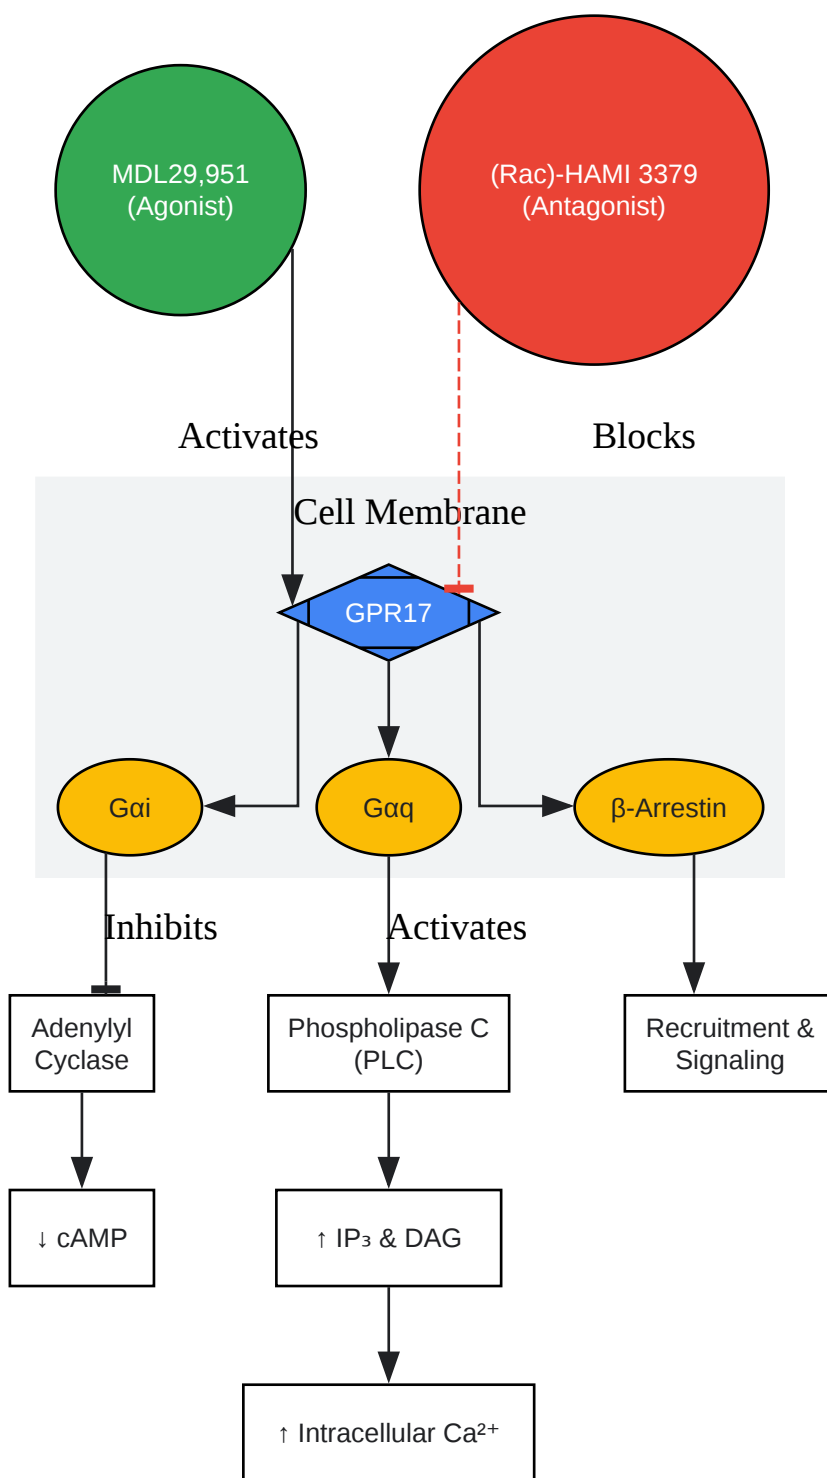 MDL29,951
(Agonist)
(Rac)-HAMI 3379
(Antagonist)
Activates
Blocks
Cell Membrane
GPR17
Gαi
Gαq
β-Arrestin
Inhibits
Activates
Adenylyl
Cyclase
Phospholipase C
(PLC)
Recruitment &
Signaling
↓ cAMP
↑ IP₃ & DAG
↑ Intracellular Ca²⁺